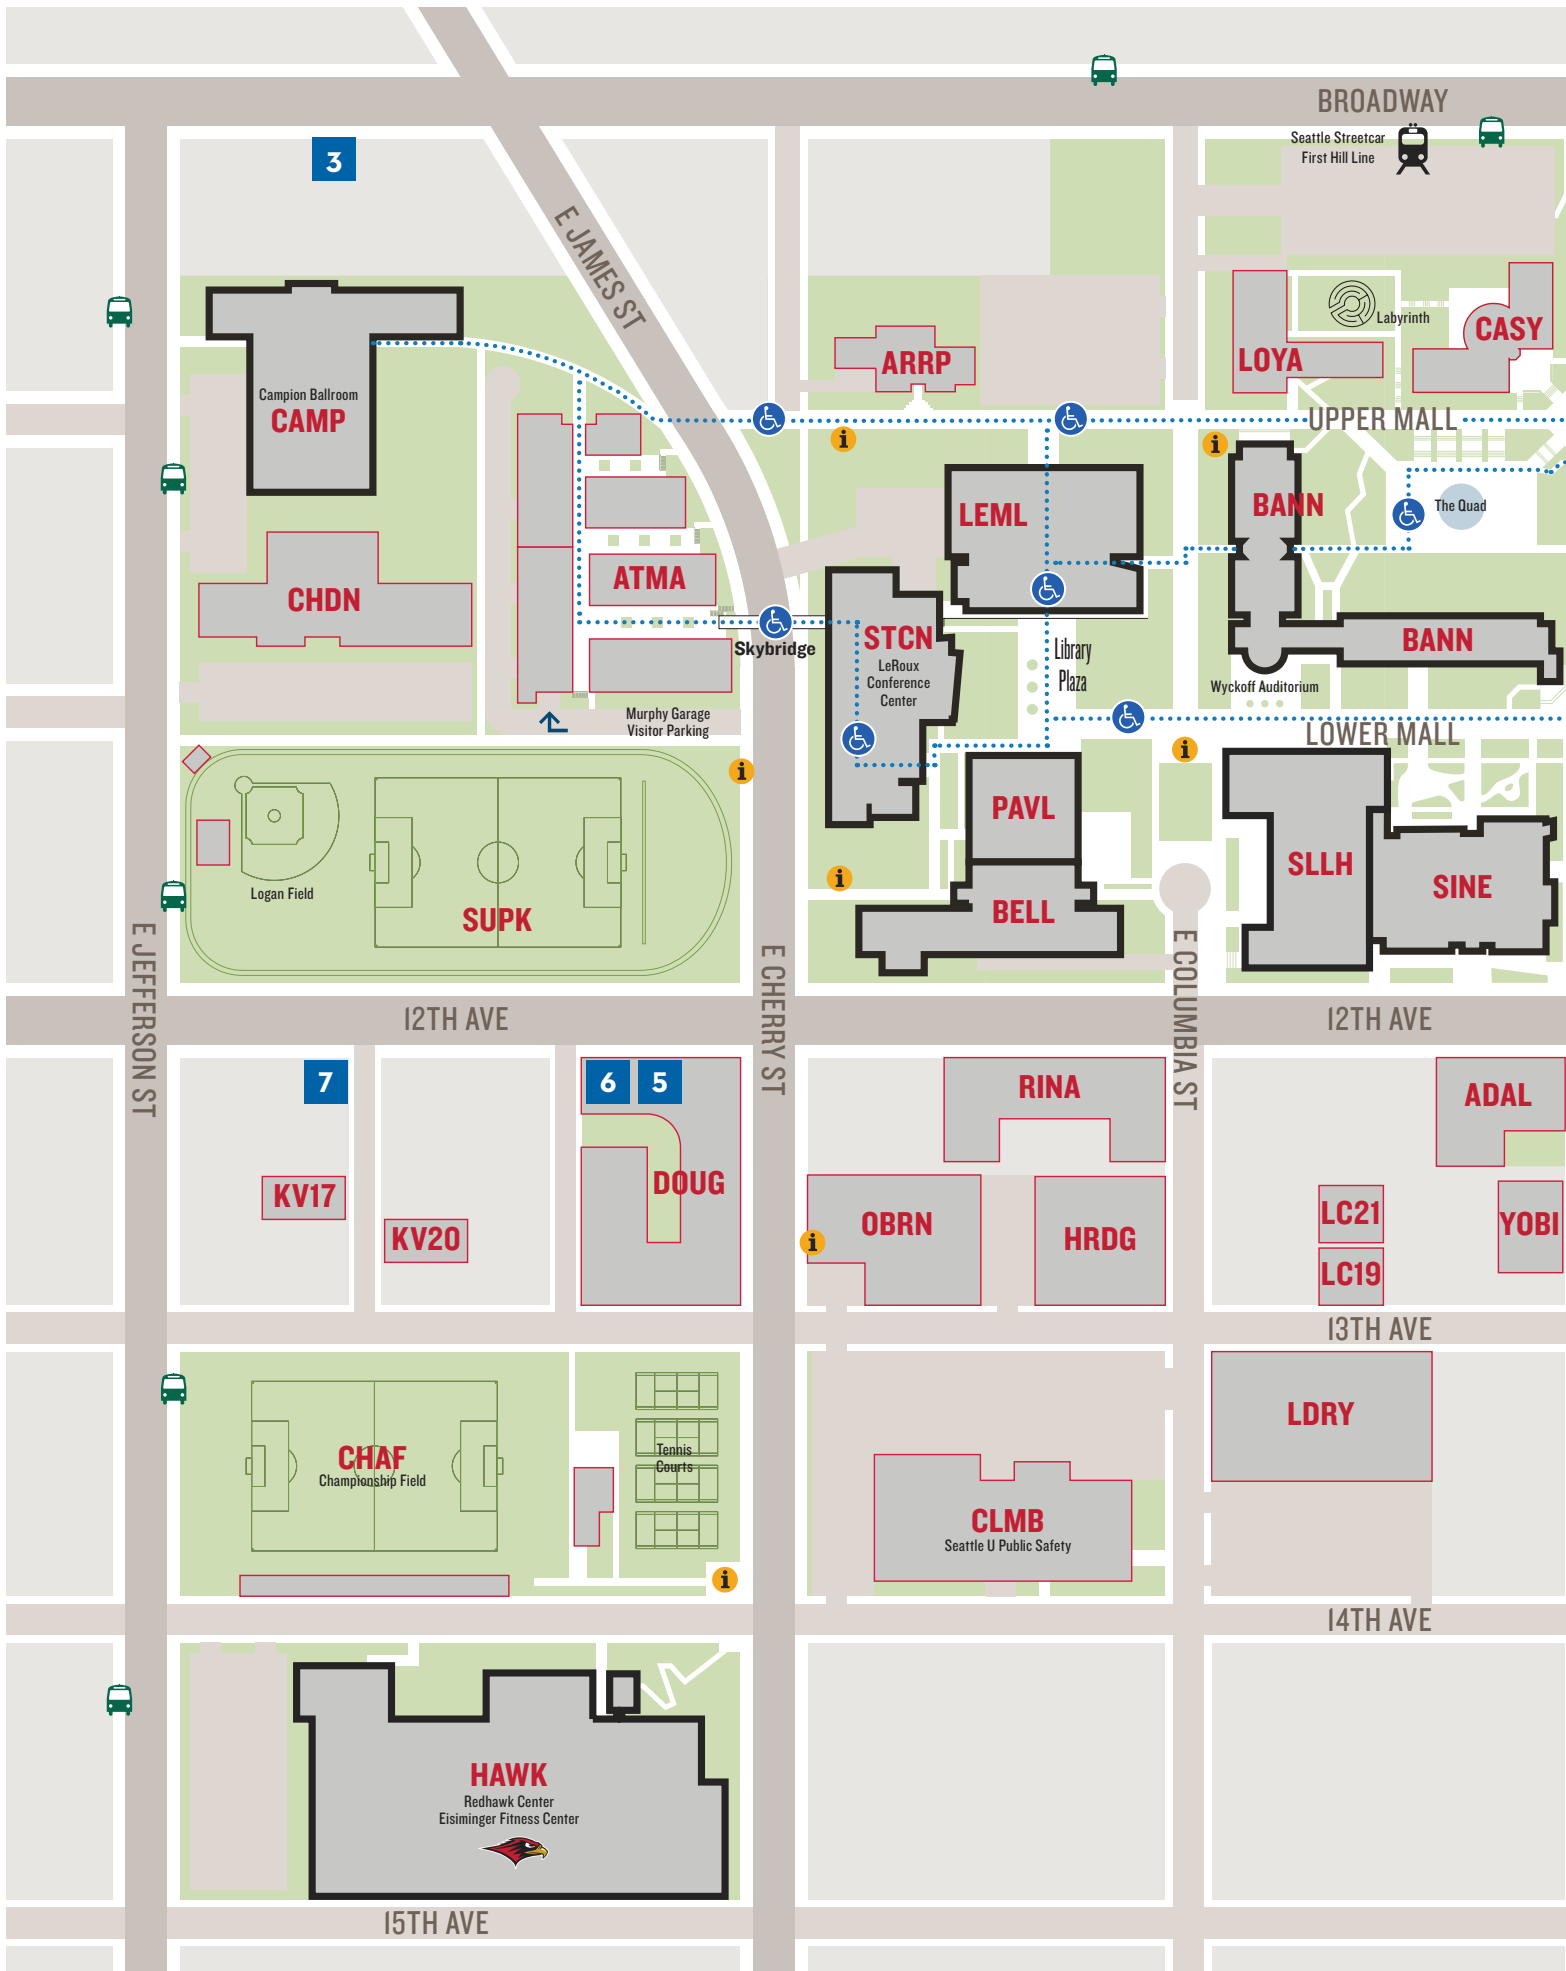 BROADWAY
Seattle Streetcar
First Hill Line
3
E JAMES ST
Labyrinth
CASY
LOYA
ARRP
Campion Ballroom
CAMP
UPPER MALL
i
i
LEML
BANN
The Quad
ATMA
CHDN
STCN
LeRoux
Conference
Center
Skybridge
Library
Plaza
BANN
Wyckoff Auditorium
Murphy Garage
Visitor Parking
LOWER MALL
i
i
PAVL
SLLH
SINE
Logan Field
SUPK
i
BELL
E JEFFERSON ST
E CHERRY ST
E COLUMBIA ST
12TH AVE
12TH AVE
7
6
5
RINA
ADAL
KV17
DOUG
KV20
OBRN
i
HRDG
LC21
LC19
YOBI
13TH AVE
CHAF
Championship Field
Tennis
Courts
LDRY
CLMB
Seattle U Public Safety
i
14TH AVE
HAWK
Redhawk Center
Eisiminger Fitness Center
15TH AVE